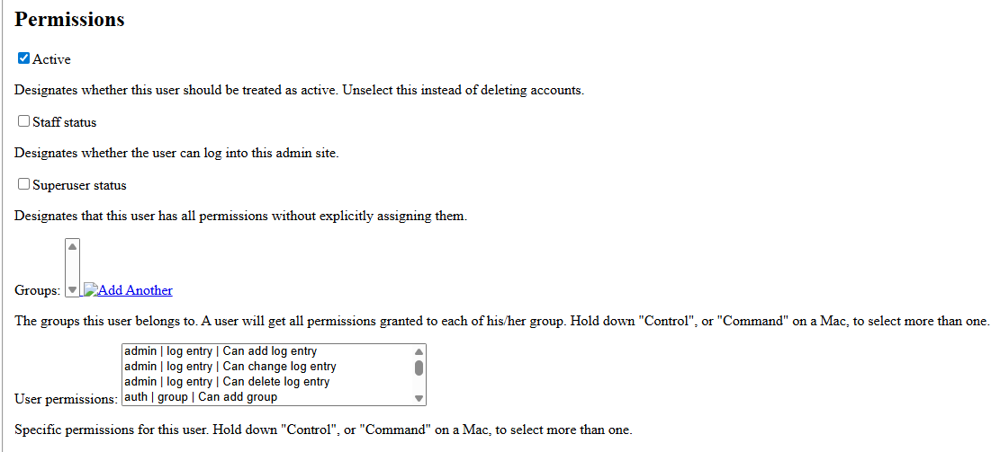 Permissions
Active
Designates whether this user should be treated as active. Unselect this instead of deleting accounts.
Staff status
Designates whether the user can log into this admin site.
Superuser status
Designates that this user has all permissions without explicitly assigning them.
Groups: Add Another
The groups this user belongs to. A user will get all permissions granted to each of his/her group. Hold down "Control", or "Command" on a Mac, to select more than one.
admin | log entry | Can add log entry
admin | log entry | Can change log entry
admin | log entry | Can delete log entry
User permissions: auth | group | Can add group
Specific permissions for this user. Hold down "Control", or "Command" on a Mac, to select more than one.